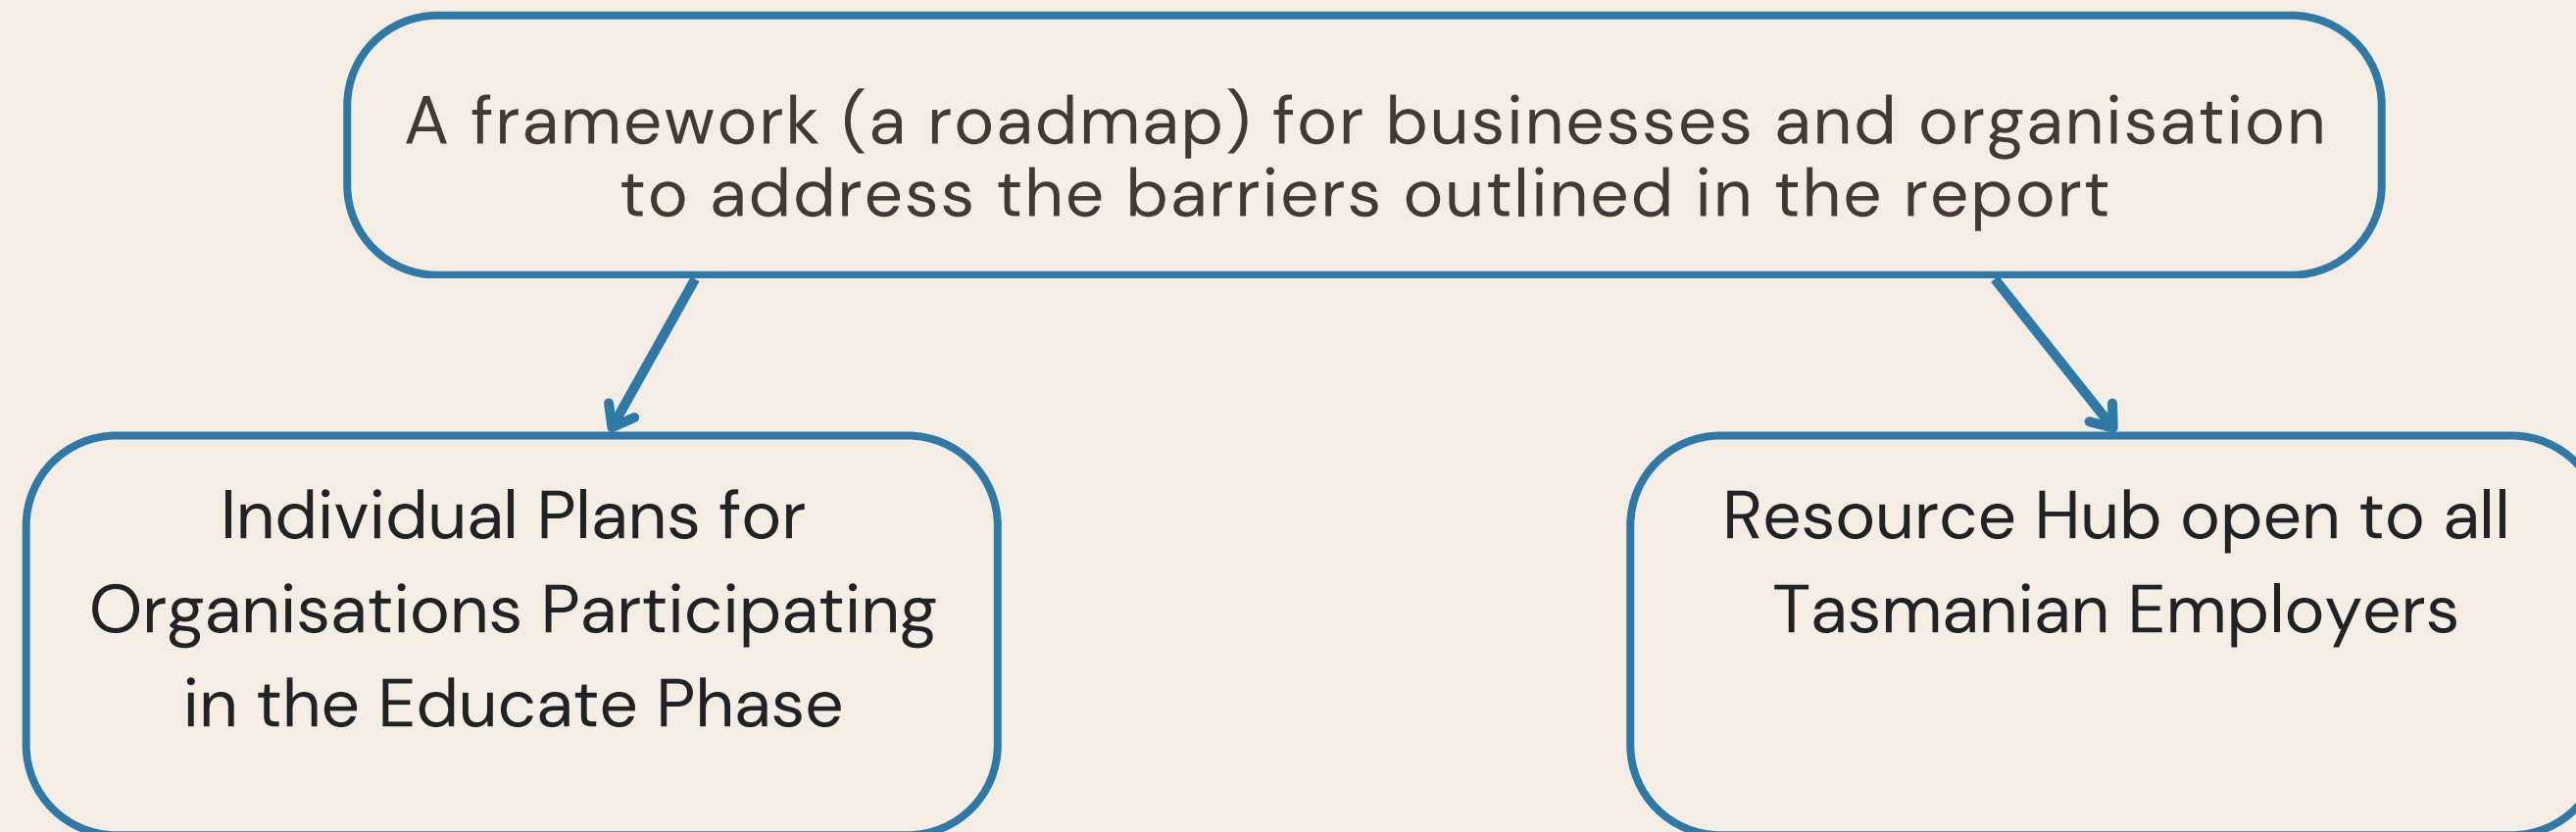 A framework (a roadmap) for businesses and organisation
to address the barriers outlined in the report
Individual Plans for
Organisations Participating
in the Educate Phase
Resource Hub open to all
Tasmanian Employers